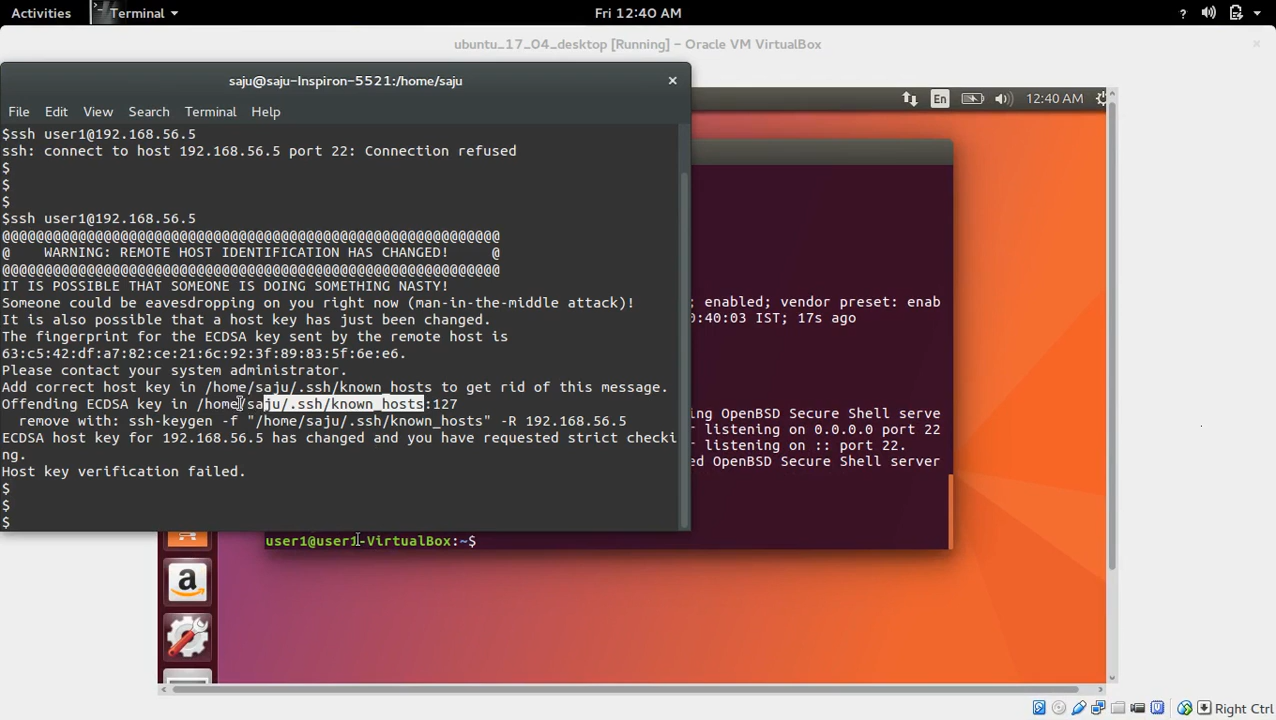 Activities
Terminal
Fri 12:40 AM
?
ubuntu_17_04_desktop [Running] – Oracle VM VirtualBox
saju@saju-Inspiron-5521:/home/saju
En
12:40 AM
File Edit View Search Terminal Help
$ssh user1@192.168.56.5
ssh: connect to host 192.168.56.5 port 22: Connection refused
$
$
$
$ssh user1@192.168.56.5
@@@@@@@@@@@@@@@@@@@@@@@@@@@@@@@@@@@@@@@@@@@@@@@@@@@@@@@@@@@
@    WARNING: REMOTE HOST IDENTIFICATION HAS CHANGED!     @
@@@@@@@@@@@@@@@@@@@@@@@@@@@@@@@@@@@@@@@@@@@@@@@@@@@@@@@@@@@
IT IS POSSIBLE THAT SOMEONE IS DOING SOMETHING NASTY!
Someone could be eavesdropping on you right now (man-in-the-middle attack)!
It is also possible that a host key has just been changed.
The fingerprint for the ECDSA key sent by the remote host is
63:c5:42:df:a7:82:ce:21:6c:92:3f:89:83:5f:6e:e6.
Please contact your system administrator.
Add correct host key in /home/saju/.ssh/known_hosts to get rid of this message.
Offending ECDSA key in /home/saju/.ssh/known_hosts:127
  remove with: ssh-keygen -f "/home/saju/.ssh/known_hosts" -R 192.168.56.5
ECDSA host key for 192.168.56.5 has changed and you have requested strict checki
ng.
Host key verification failed.
$
$
$
; enabled; vendor preset: enab
0:40:03 IST; 17s ago
ng OpenBSD Secure Shell serve
listening on 0.0.0.0 port 22
listening on :: port 22.
ed OpenBSD Secure Shell server
user1@user1-VirtualBox:~$
Right Ctrl